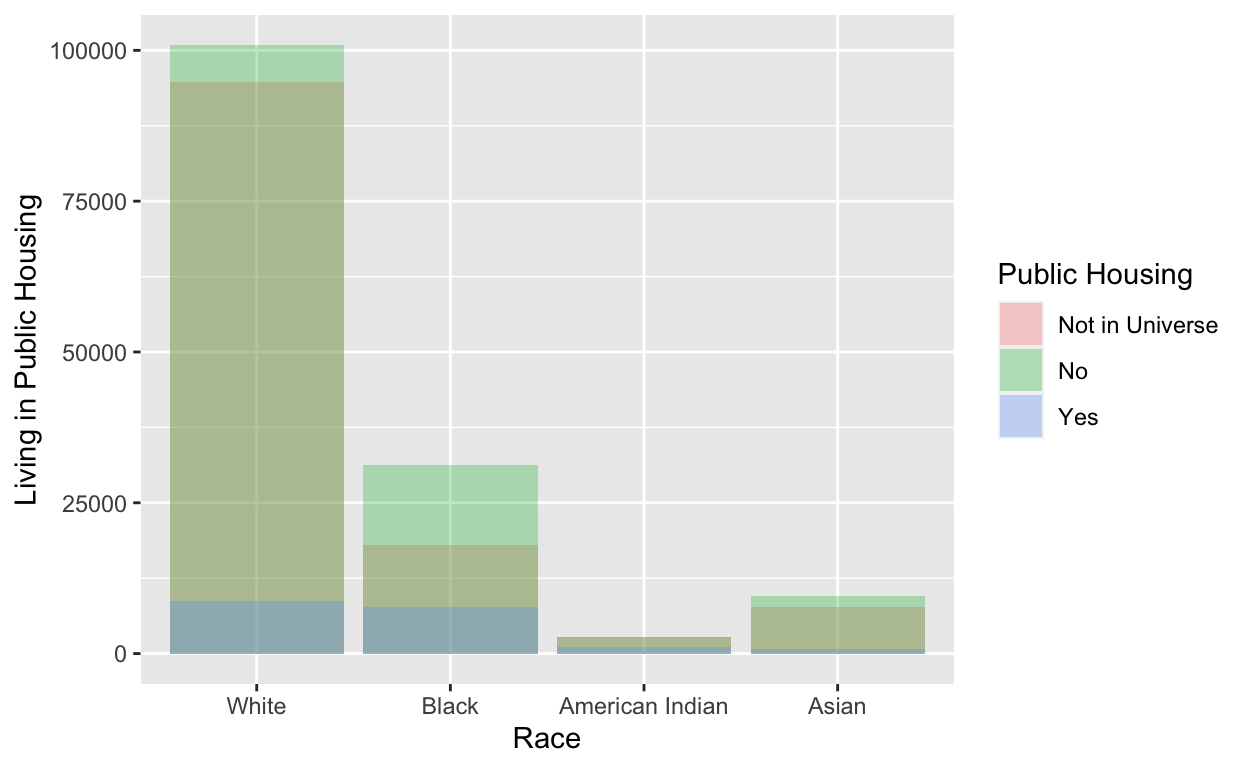 100000
75000
50000
25000
0
Living in Public Housing
White
Black
American Indian
Asian
Race
Public Housing
Not in Universe
No
Yes